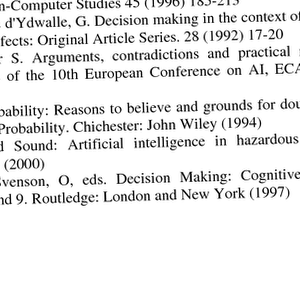 n-Computer Studies 45 (1996) 185-213
d'Ydwalle, G. Decision making in the context of
fects: Original Article Series. 28 (1992) 17-20
r S. Arguments, contradictions and practical
of the 10th European Conference on AI, ECA
bability: Reasons to believe and grounds for dou
Probability. Chichester: John Wiley (1994)
d Sound: Artificial intelligence in hazardous
(2000)
venson, O, eds. Decision Making: Cognitive
nd 9. Routledge: London and New York (1997)